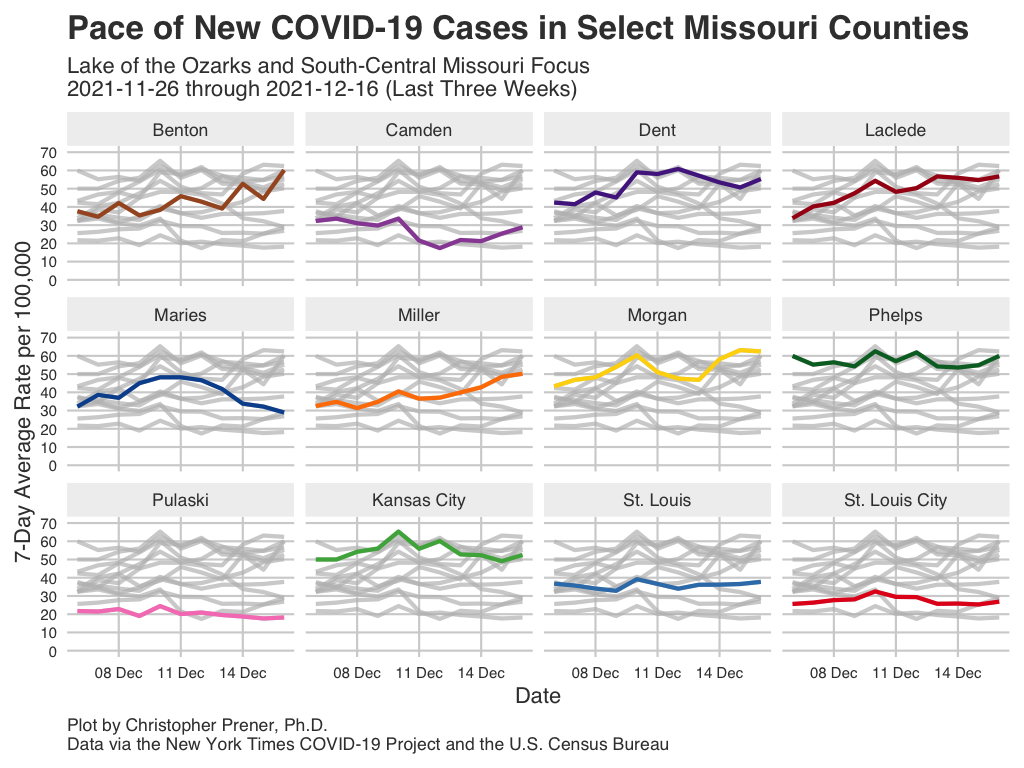 Pace of New COVID-19 Cases in Select Missouri Counties
Lake of the Ozarks and South-Central Missouri Focus
2021-11-26 through 2021-12-16 (Last Three Weeks)
Benton Camden Dent Laclede
70
60
50
40
30
20
10
0
Maries Miller Morgan Phelps
70
60
50
40
30
20
10
0
Pulaski Kansas City St. Louis St. Louis City
70
60
50
40
30
20
10
0
7-Day Average Rate per 100,000
08 Dec 11 Dec 14 Dec 08 Dec 11 Dec 14 Dec 08 Dec 11 Dec 14 Dec 08 Dec 11 Dec 14 Dec
Date
Plot by Christopher Prener, Ph.D.
Data via the New York Times COVID-19 Project and the U.S. Census Bureau